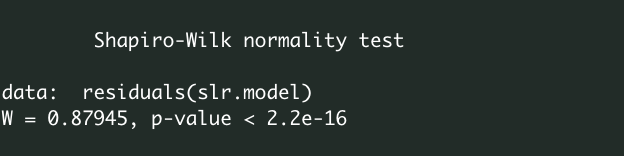 Shapiro-Wilk normality test
data:  residuals(slr.model)
W = 0.87945, p-value < 2.2e-16